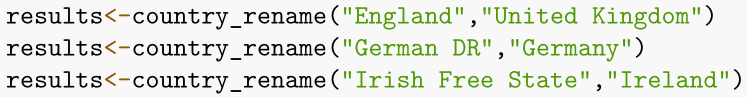 results<-country_rename("England","United Kingdom")
results<-country_rename("German DR","Germany")
results<-country_rename("Irish Free State","Ireland")